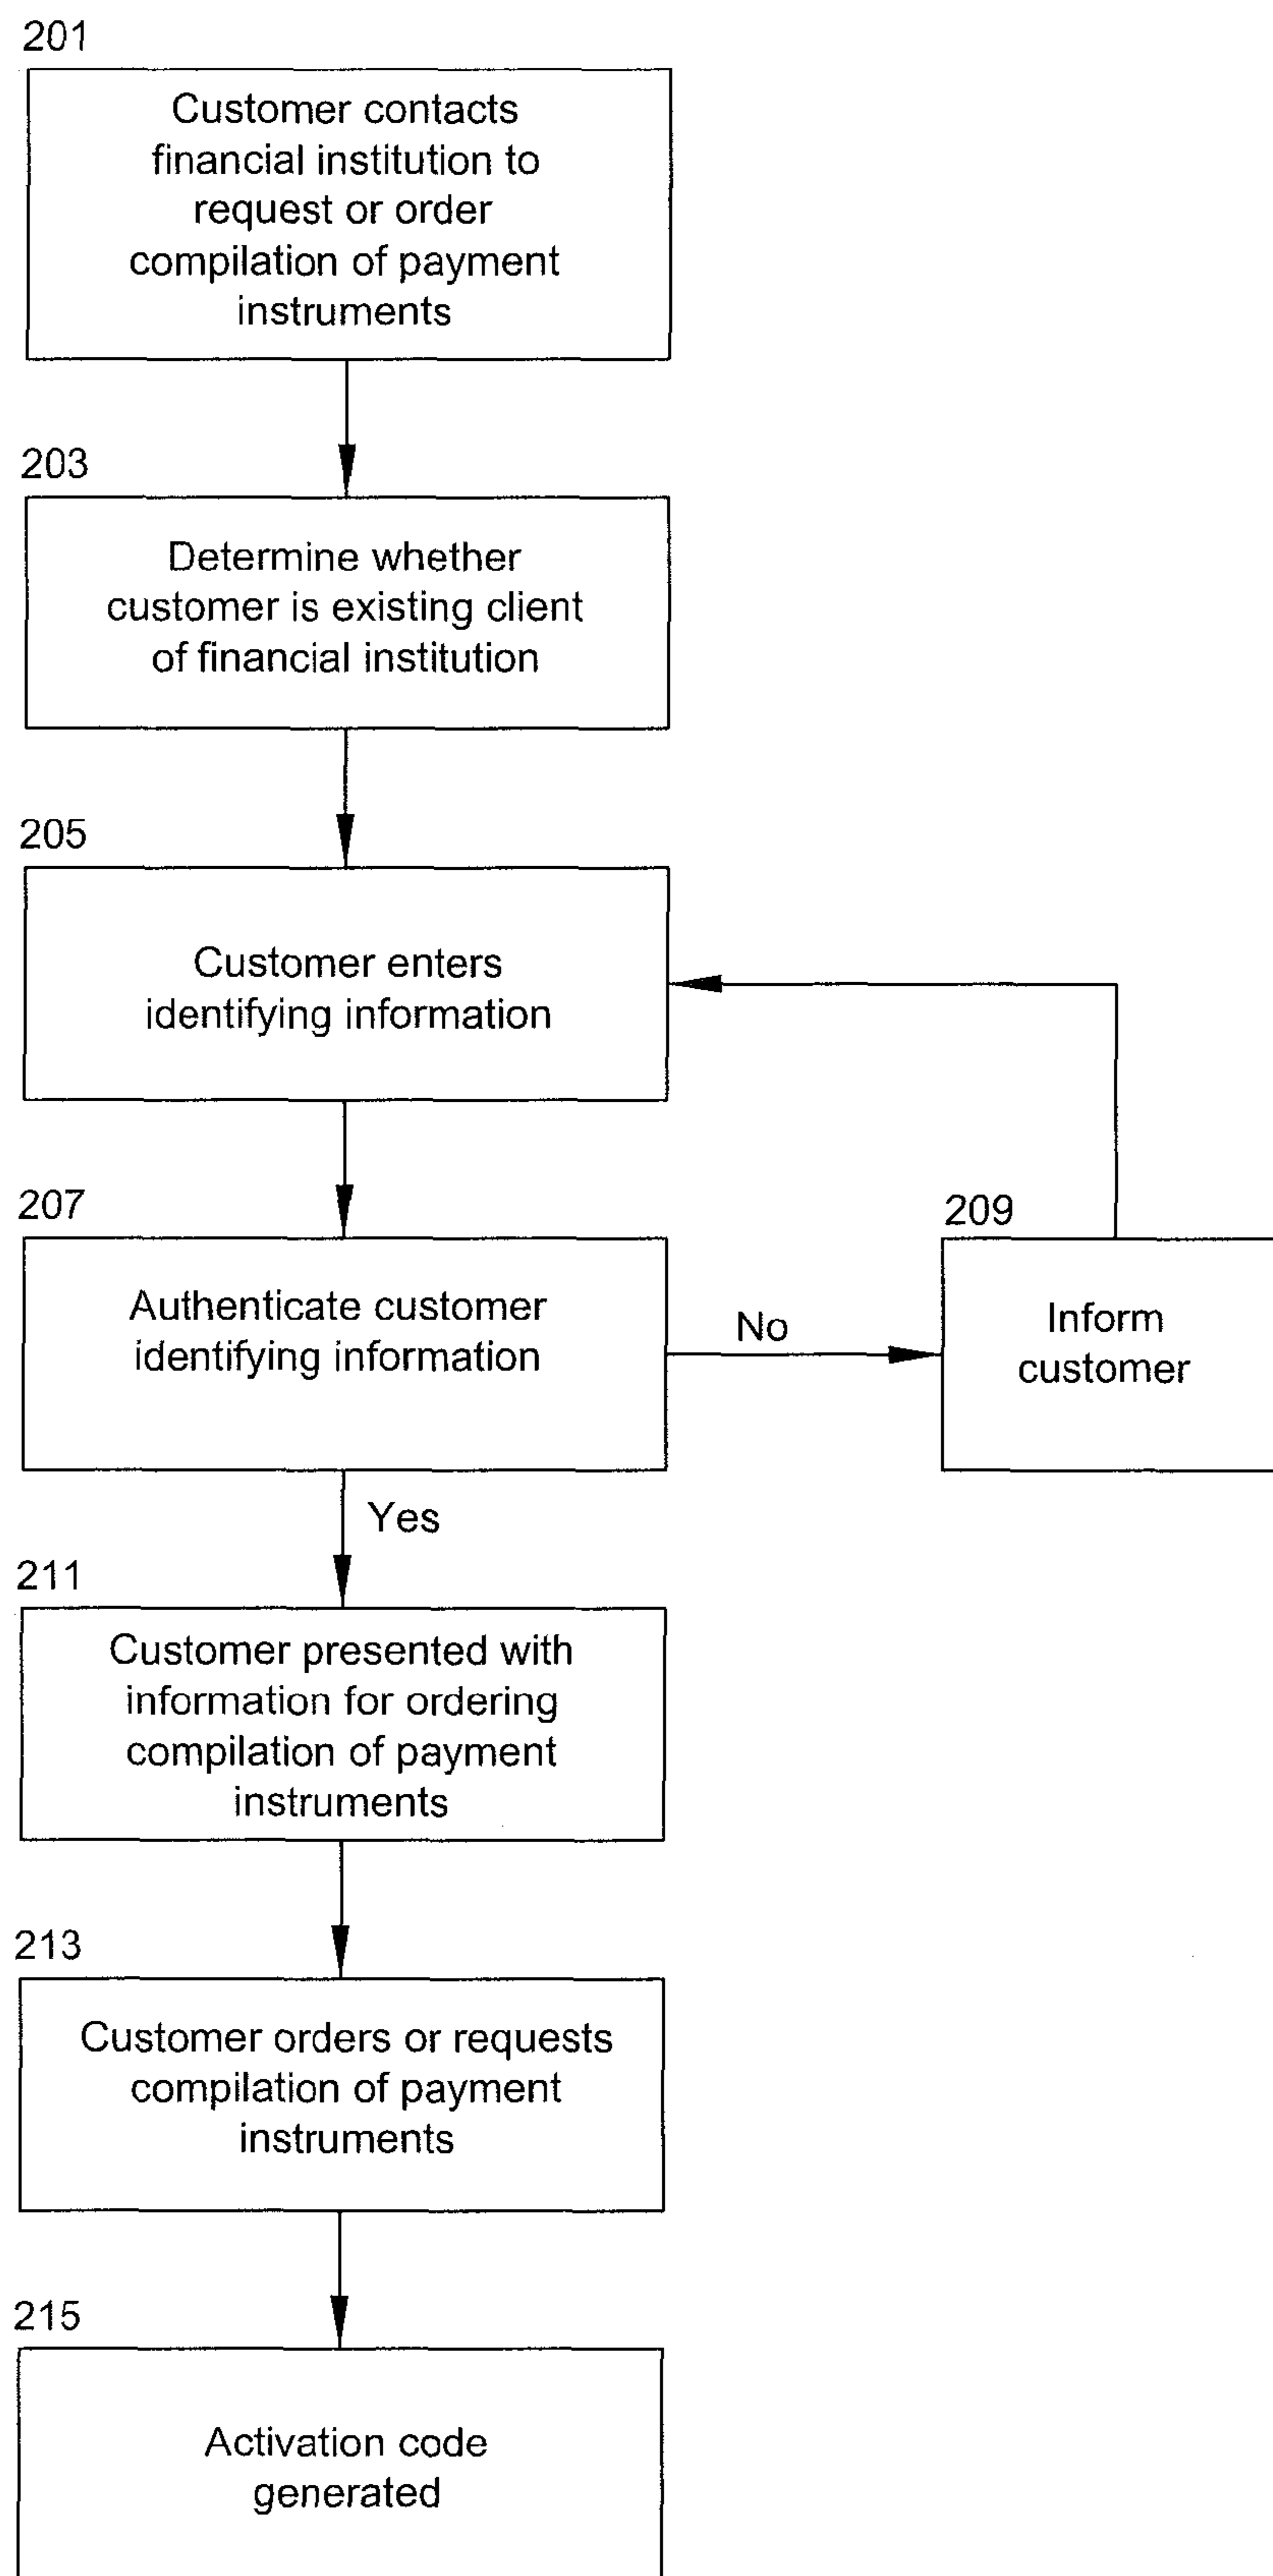 201
Customer contacts
financial institution to
request or order
compilation of payment
instruments
203
Determine whether
customer is existing client
of financial institution
205
Customer enters
identifying information
207
Authenticate customer
identifying information
No
209
Inform
customer
Yes
211
Customer presented with
information for ordering
compilation of payment
instruments
213
Customer orders or requests
compilation of payment
instruments
215
Activation code
generated